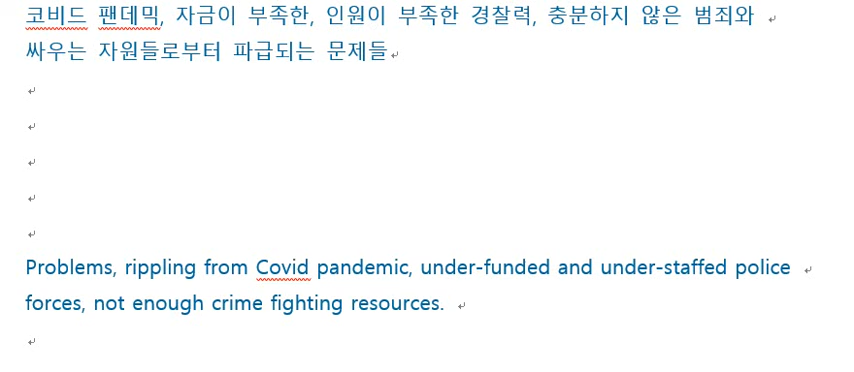 코비드 팬데믹, 자금이 부족한, 인원이 부족한 경찰력, 충분하지 않은 범죄와
싸우는 자원들로부터 파급되는 문제들
Problems, rippling from Covid pandemic, under-funded and under-staffed police
forces, not enough crime fighting resources.